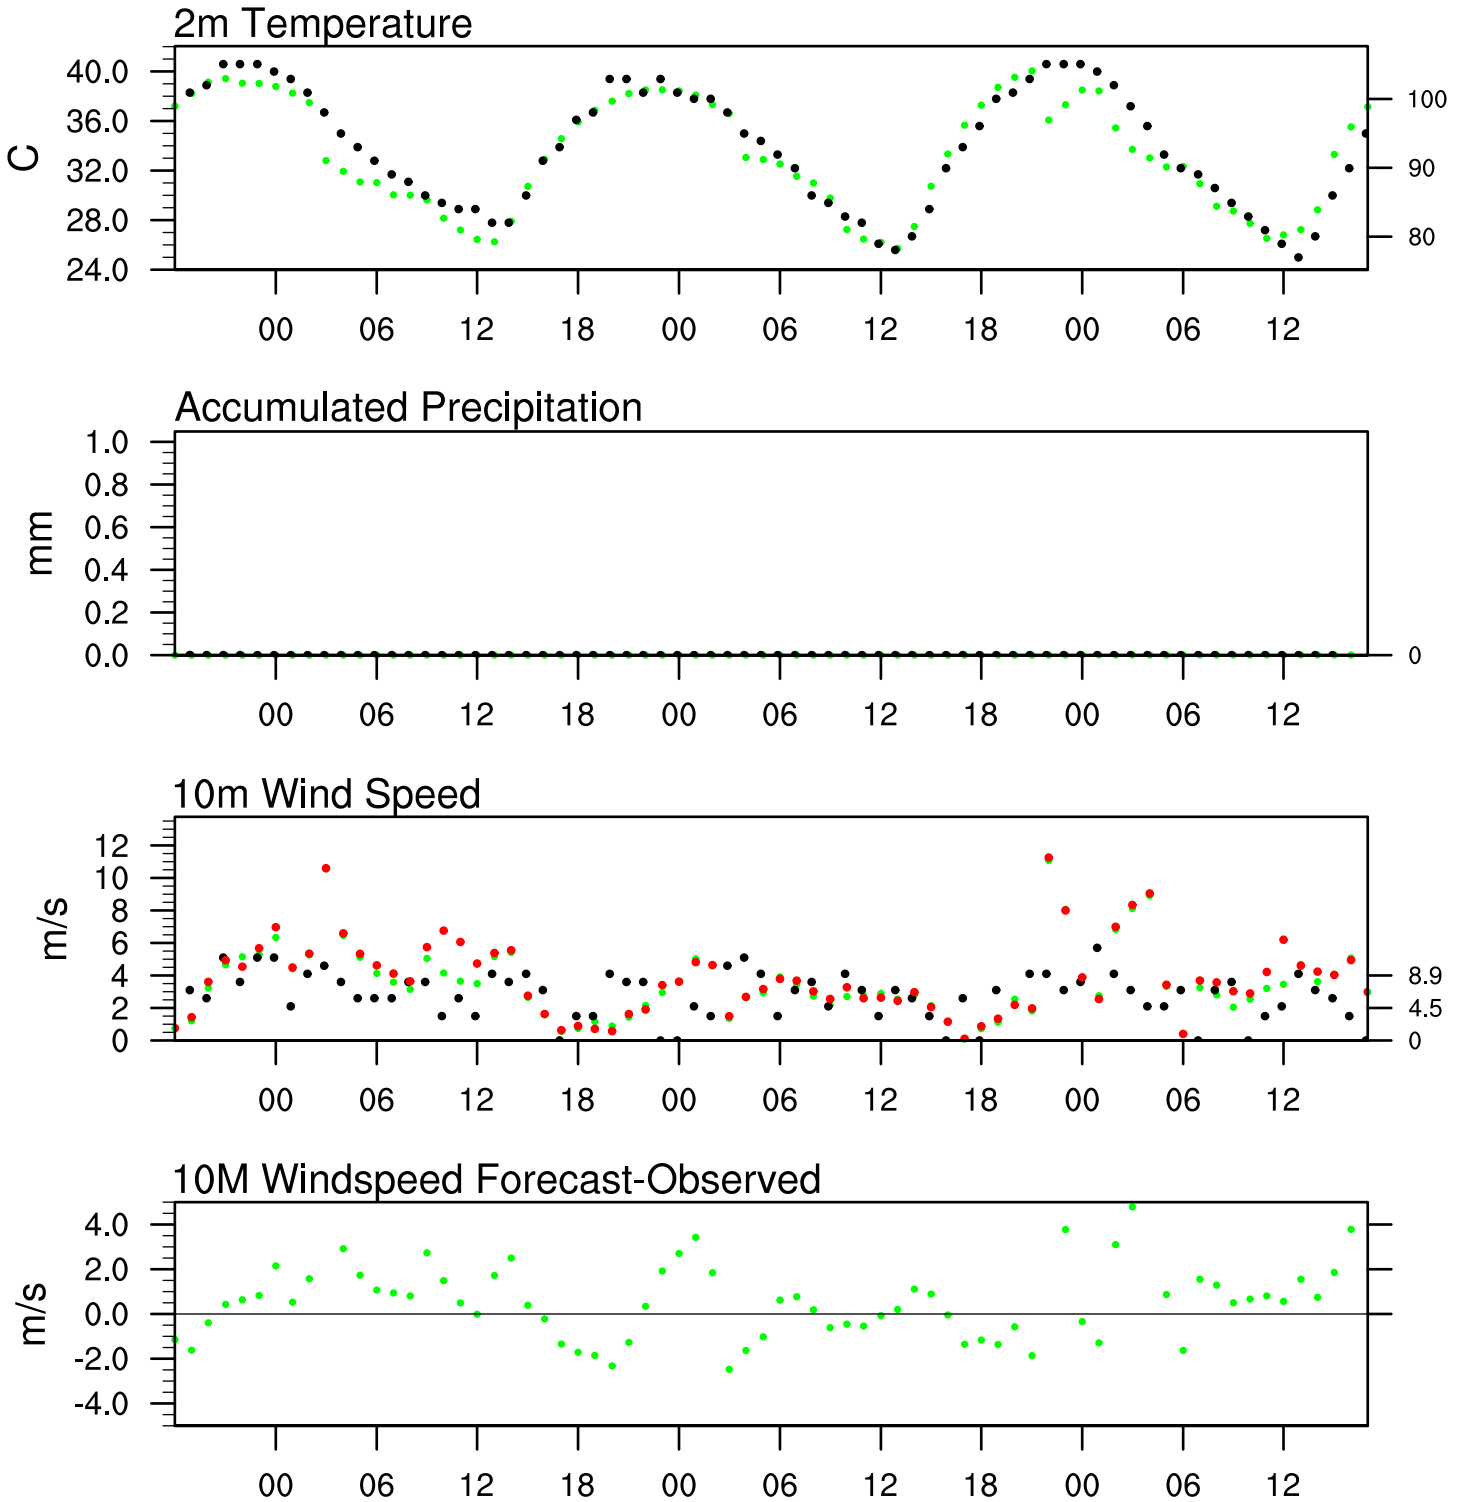 2m Temperature
C
40.0
36.0
32.0
28.0
24.0
100
90
80
00 06 12 18 00 06 12 18 00 06 12
Accumulated Precipitation
mm
1.0
0.8
0.6
0.4
0.2
0.0
0
00 06 12 18 00 06 12 18 00 06 12
10m Wind Speed
m/s
12
10
8
6
4
2
0
8.9
4.5
0
00 06 12 18 00 06 12 18 00 06 12
10M Windspeed Forecast-Observed
m/s
4.0
2.0
0.0
-2.0
-4.0
00 06 12 18 00 06 12 18 00 06 12